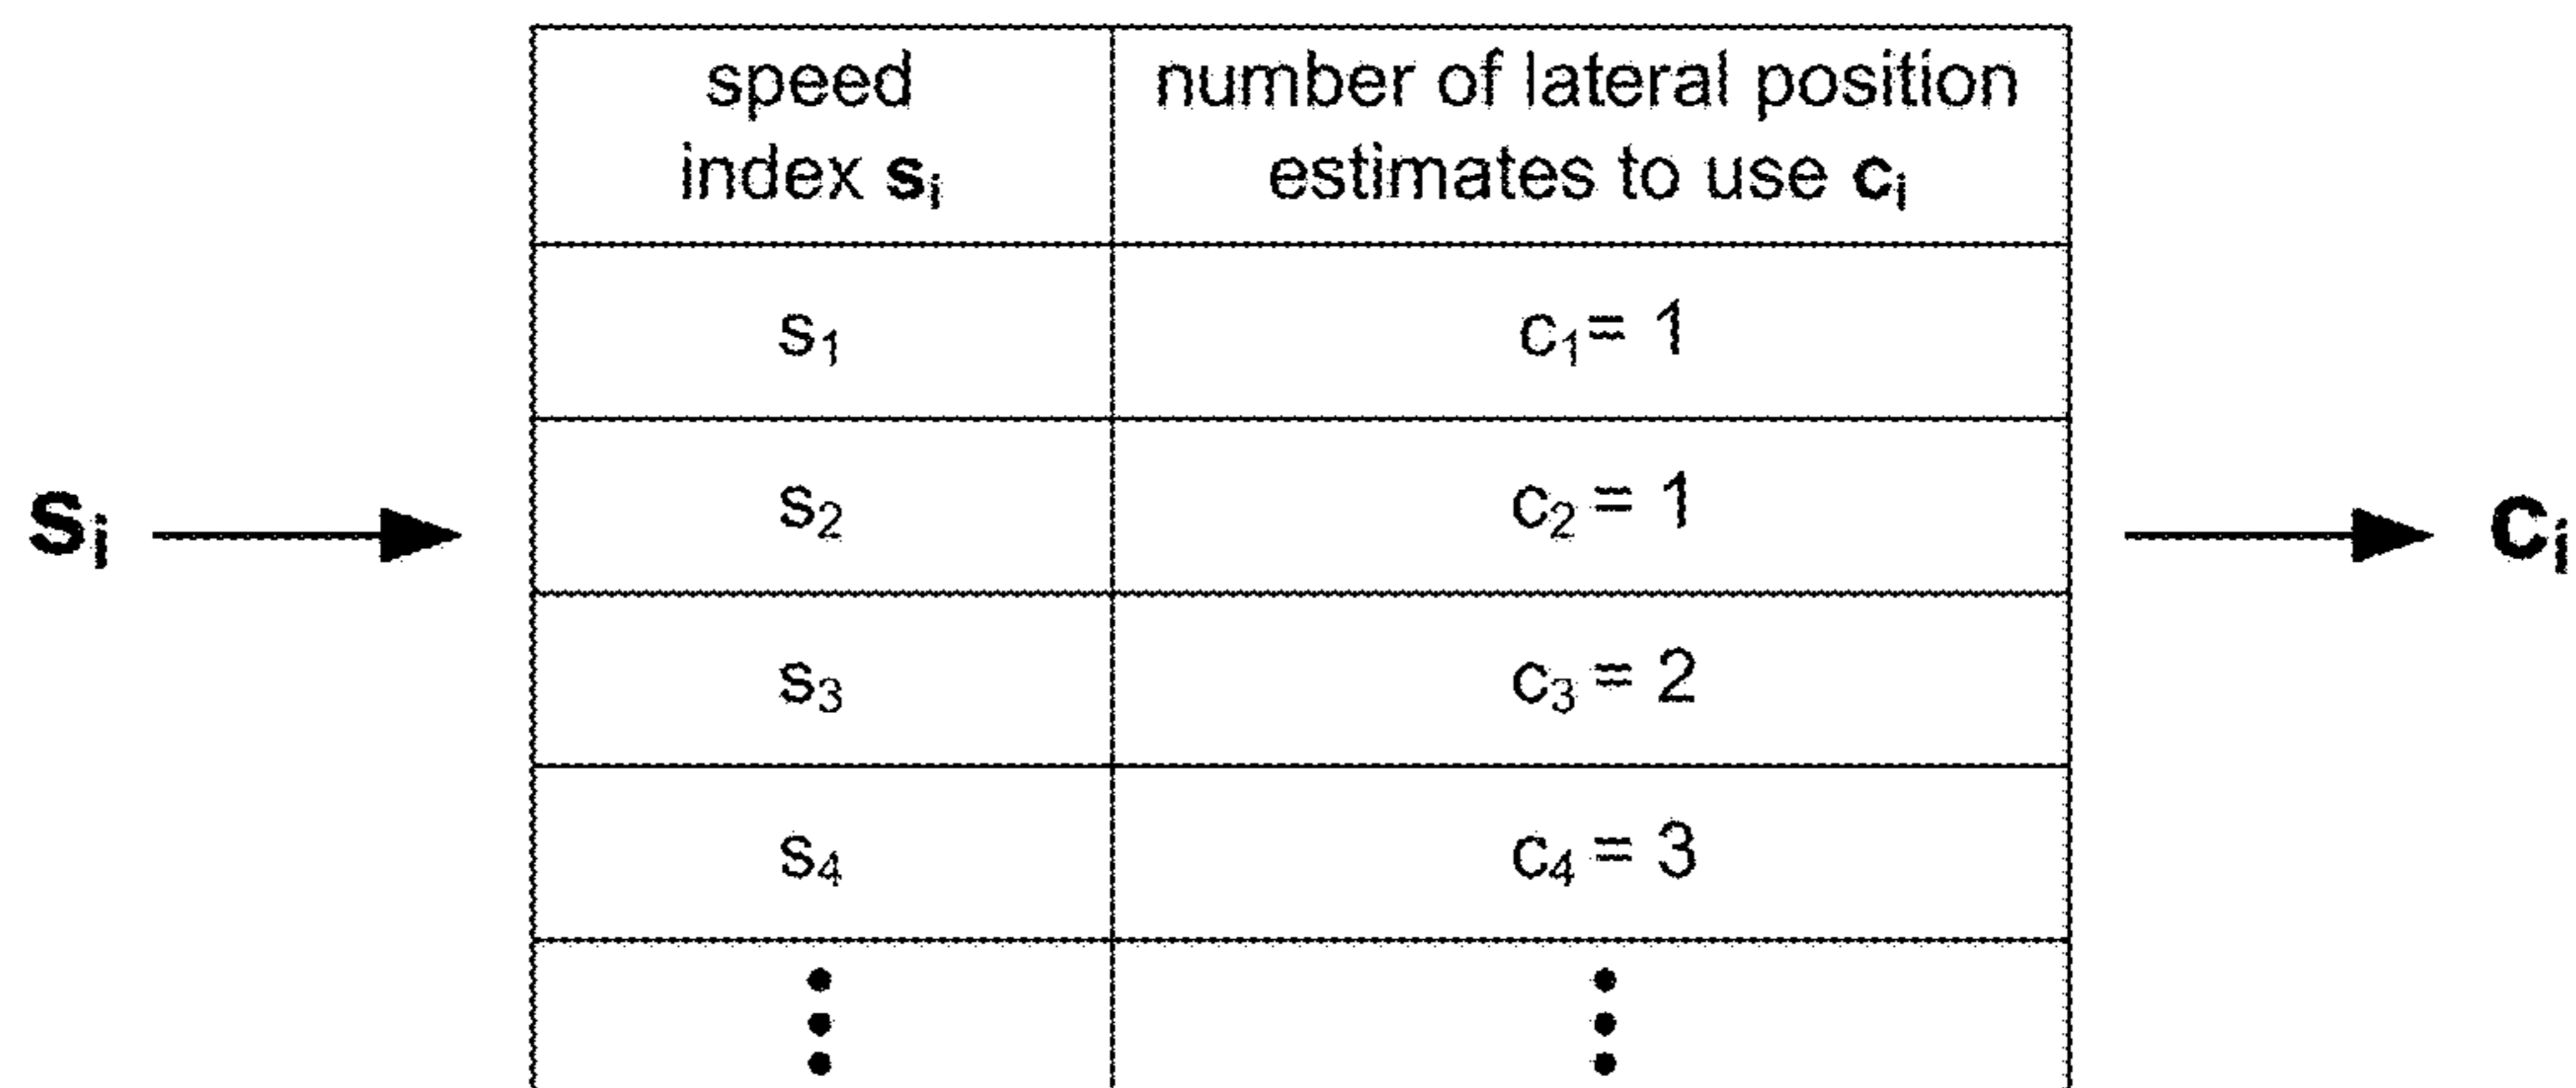 speed
index sᵢ
number of lateral position
estimates to use cᵢ
s₁
c₁= 1
s₂
c₂ = 1
sᵢ
cᵢ
s₃
c₃ = 2
s₄
c₄ = 3